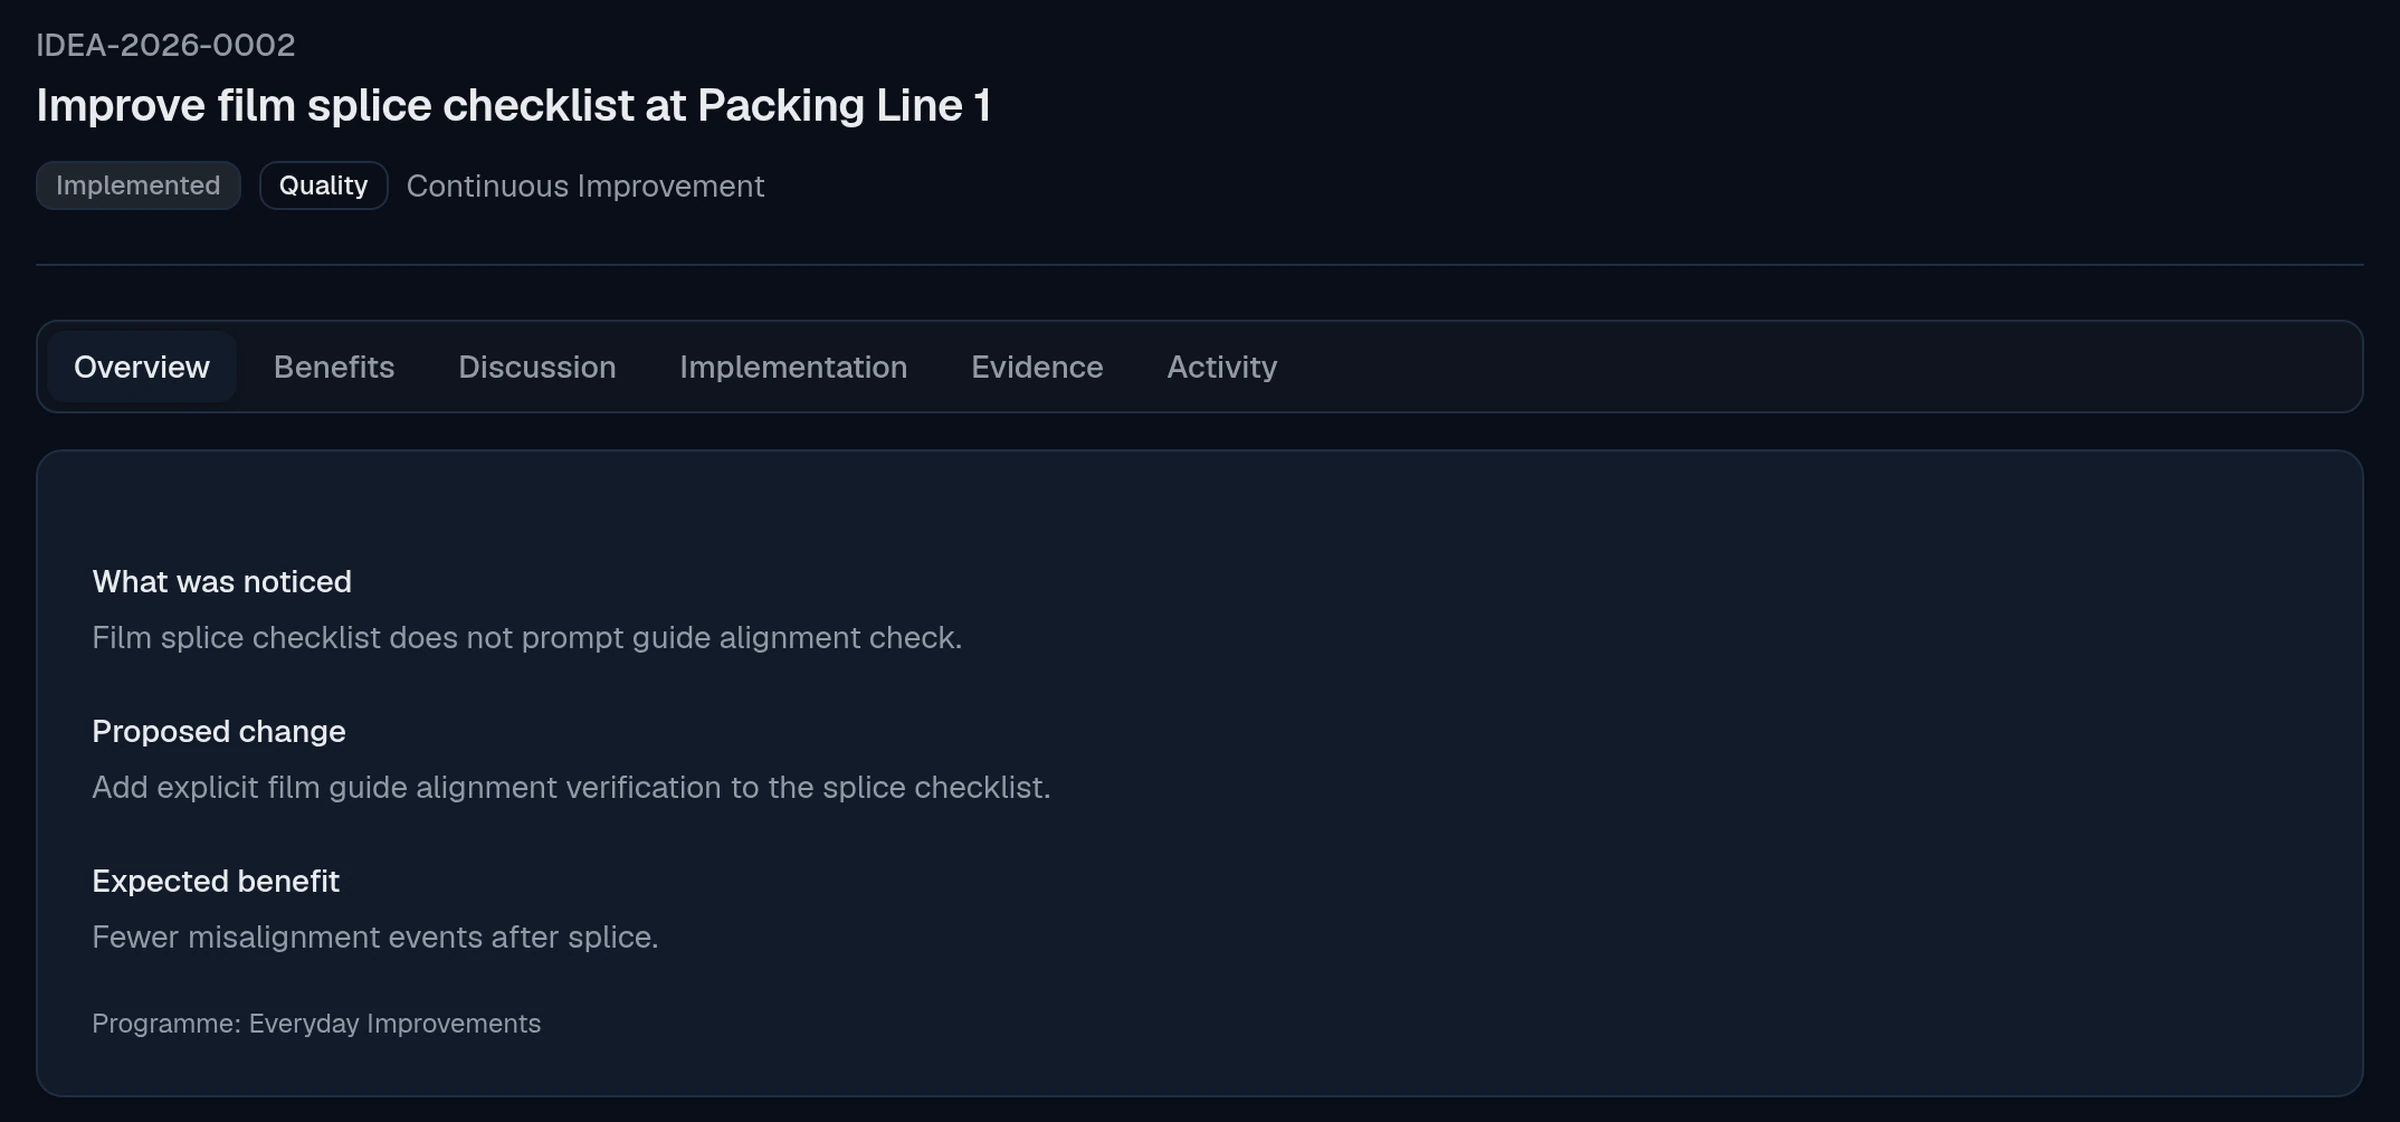 IDEA-2026-0002
Improve film splice checklist at Packing Line 1
Implemented Quality Continuous Improvement
Overview Benefits Discussion Implementation Evidence Activity
What was noticed
Film splice checklist does not prompt guide alignment check.
Proposed change
Add explicit film guide alignment verification to the splice checklist.
Expected benefit
Fewer misalignment events after splice.
Programme: Everyday Improvements